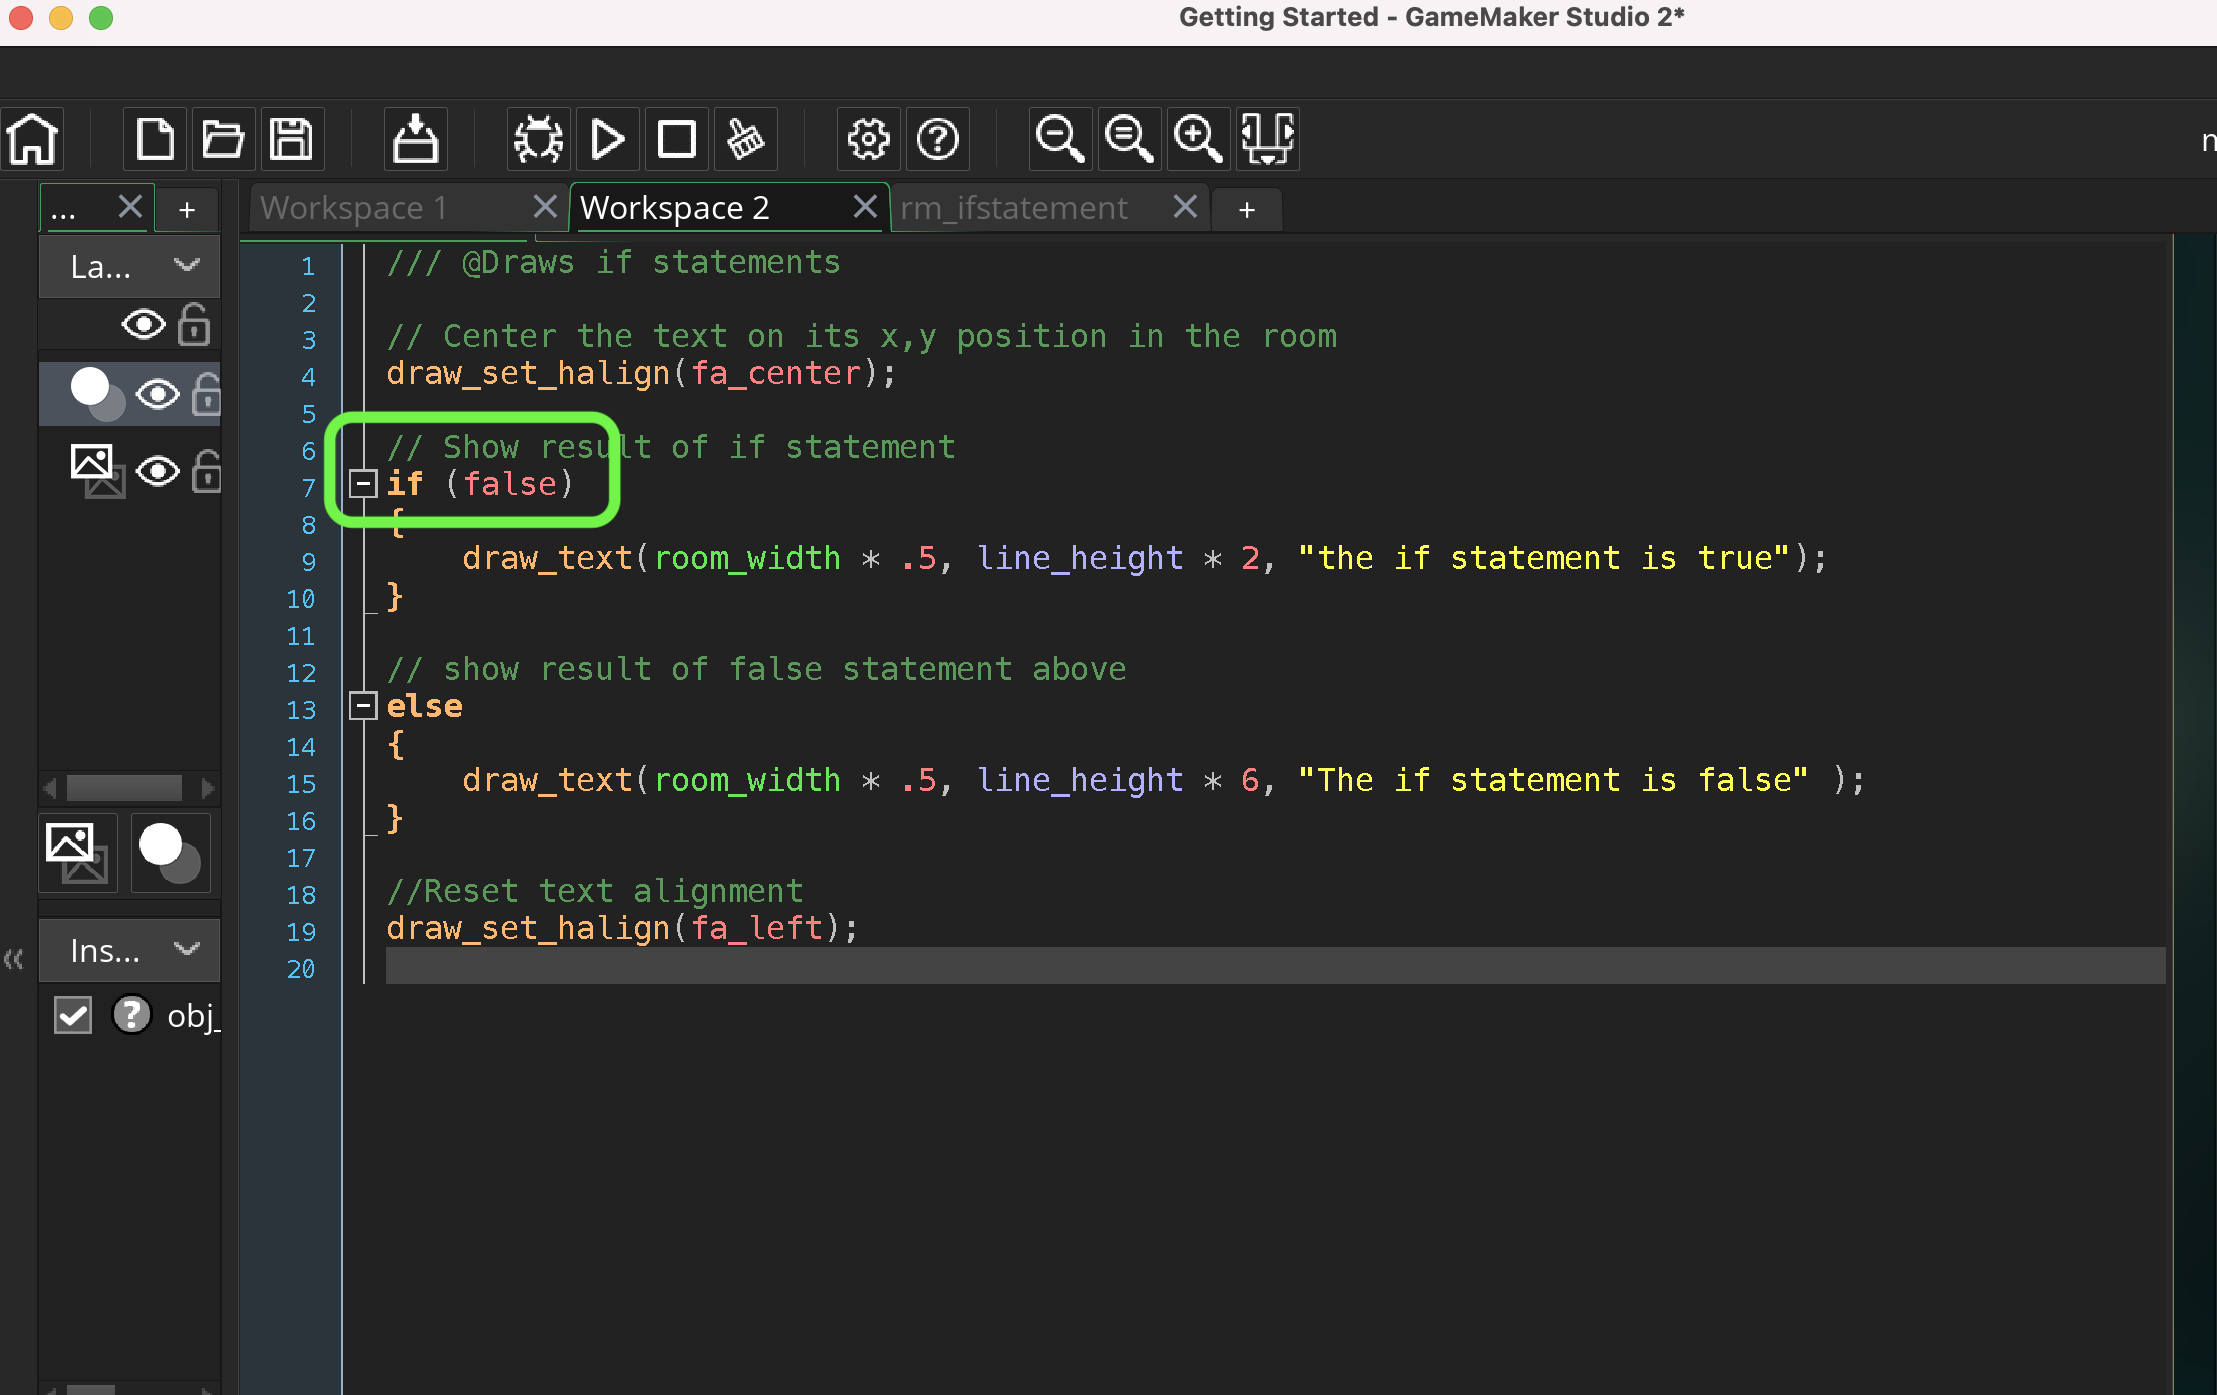 Getting Started - GameMaker Studio 2*
... + Workspace 1 Workspace 2 rm_ifstatement +
La...
1 /// @Draws if statements
2
3 // Center the text on its x,y position in the room
4 draw_set_halign(fa_center);
5
6 // Show result of if statement
7 if (false)
8 {
9 draw_text(room_width * .5, line_height * 2, "the if statement is true");
10 }
11
12 // show result of false statement above
13 else
14 {
15 draw_text(room_width * .5, line_height * 6, "The if statement is false" );
16 }
17
18 //Reset text alignment
19 draw_set_halign(fa_left);
20
Ins...
obj_